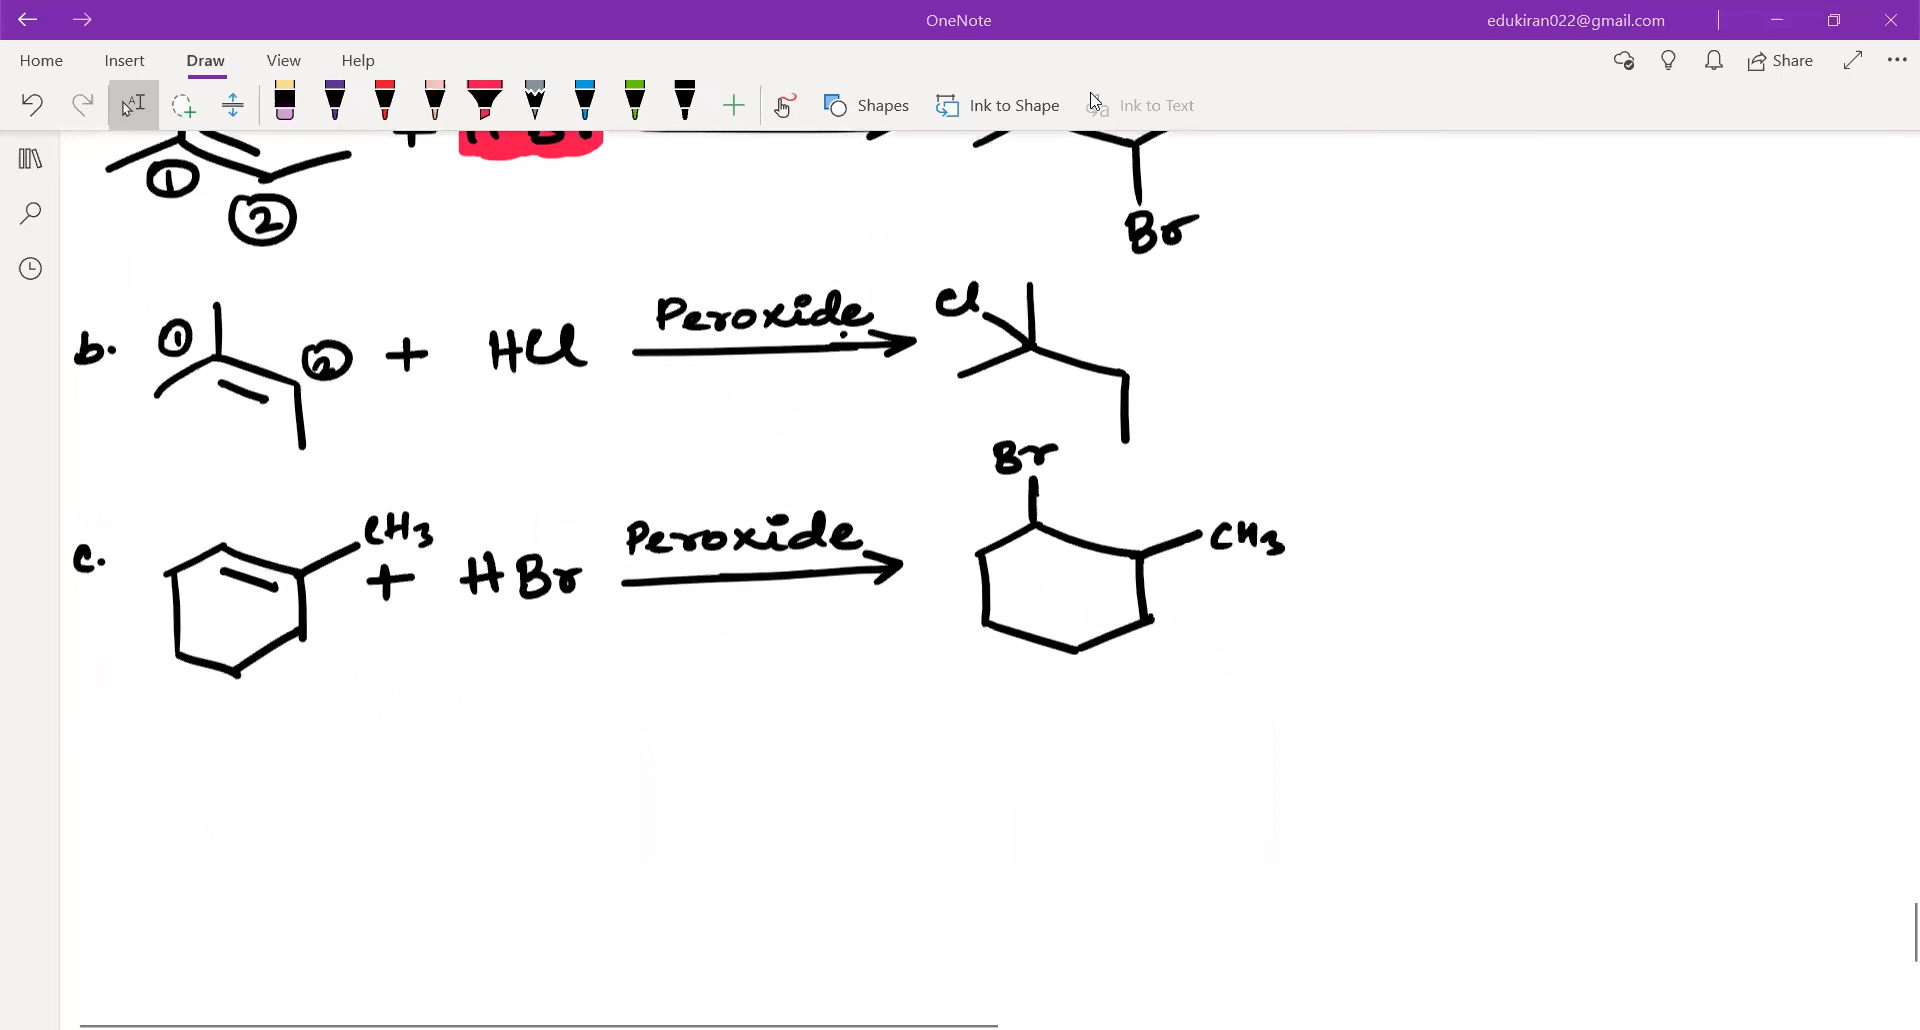 OneNote
edukiran022@gmail.com
Home Insert Draw View Help
Share
Shapes Ink to Shape Ink to Text
+ HBr
① ②
Br
b. ① ② + HCl Peroxide Cl
Br
c. CH3 + HBr Peroxide CH3